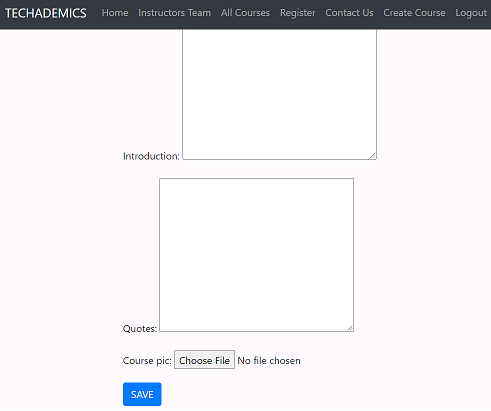 TECHADEMICS Home Instructors Team All Courses Register Contact Us Create Course Logout
Introduction:
Quotes:
Course pic: Choose File No file chosen
SAVE